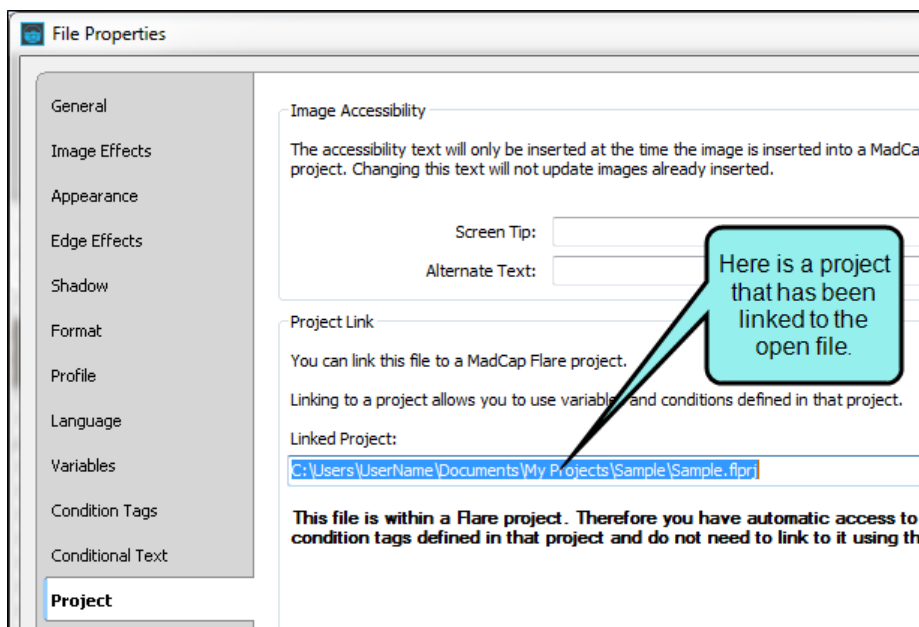 File Properties
General
Image Effects
Appearance
Edge Effects
Shadow
Format
Profile
Language
Variables
Condition Tags
Conditional Text
Project
Image Accessibility
The accessibility text will only be inserted at the time the image is inserted into a MadCa
project. Changing this text will not update images already inserted.
Screen Tip:
Alternate Text:
Here is a project
that has been
linked to the
open file.
Project Link
You can link this file to a MadCap Flare project.
Linking to a project allows you to use variable and conditions defined in that project.
Linked Project:
C:\Users\UserName\Documents\My Projects\Sample\Sample.flprj
This file is within a Flare project. Therefore you have automatic access to
condition tags defined in that project and do not need to link to it using th